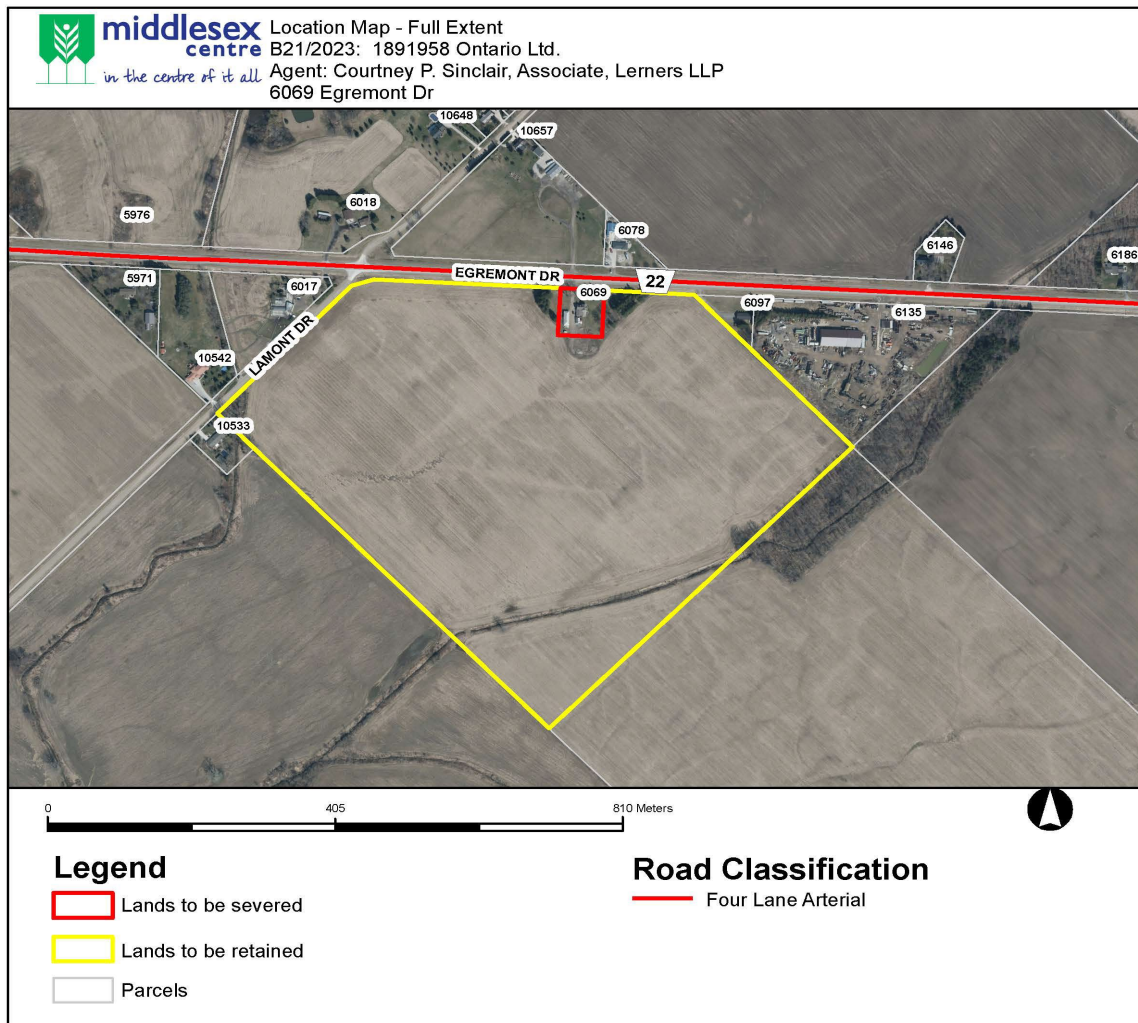 middlesex
centre
in the centre of it all
Location Map - Full Extent
B21/2023: 1891958 Ontario Ltd.
Agent: Courtney P. Sinclair, Associate, Lerners LLP
6069 Egremont Dr
10648
10657
5976
6018
6078
6146
6186
5971
6017
EGREMONT DR
22
6069
6097
6135
LAMONT DR
10542
10533
0
405
810 Meters
Legend
Lands to be severed
Lands to be retained
Parcels
Road Classification
Four Lane Arterial